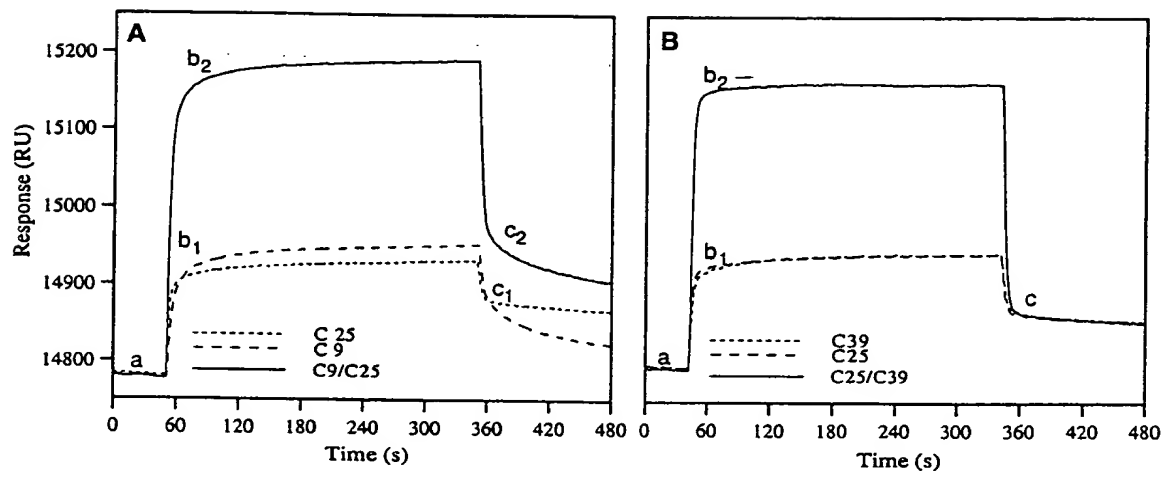 A
B
15200
15100
15000
14900
14800
Response (RU)
b2
b1
a
c2
c1
C 25
C 9
C9/C25
0 60 120 180 240 300 360 420 480
Time (s)
b2
b1
a
c
C39
C25
C25/C39
0 60 120 180 240 300 360 420 480
Time (s)